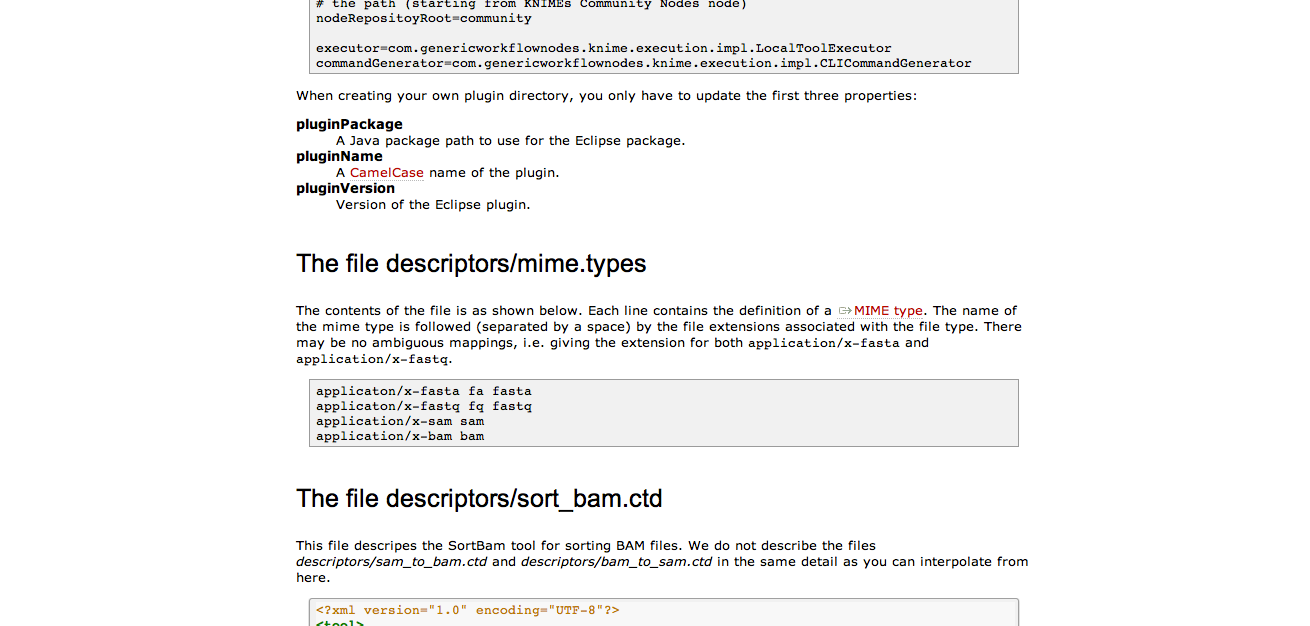 # the path (starting from KNIMEs Community Nodes node)
nodeRepositoyRoot=community
executor=com.genericworkflownodes.knime.execution.impl.LocalToolExecutor
commandGenerator=com.genericworkflownodes.knime.execution.impl.CLICommandGenerator
When creating your own plugin directory, you only have to update the first three properties:
pluginPackage
A Java package path to use for the Eclipse package.
pluginName
A CamelCase name of the plugin.
pluginVersion
Version of the Eclipse plugin.
The file descriptors/mime.types
The contents of the file is as shown below. Each line contains the definition of a MIME type. The name of
the mime type is followed (separated by a space) by the file extensions associated with the file type. There
may be no ambiguous mappings, i.e. giving the extension for both application/x-fasta and
application/x-fastq.
applicaton/x-fasta fa fasta
applicaton/x-fastq fq fastq
application/x-sam sam
application/x-bam bam
The file descriptors/sort_bam.ctd
This file descripes the SortBam tool for sorting BAM files. We do not describe the files
descriptors/sam_to_bam.ctd and descriptors/bam_to_sam.ctd in the same detail as you can interpolate from
here.
<?xml version="1.0" encoding="UTF-8"?>
<tool>